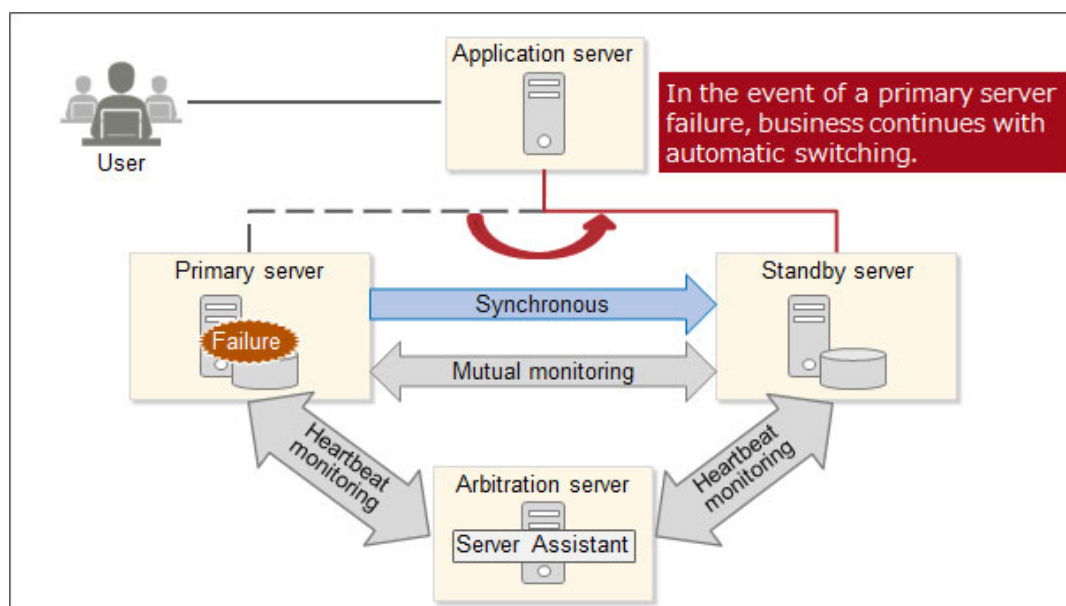 Application server
In the event of a primary server
failure, business continues with
automatic switching.
User
Primary server
Standby server
Failure
Synchronous
Mutual monitoring
Heartbeat
monitoring
Heartbeat
monitoring
Arbitration server
Server Assistant